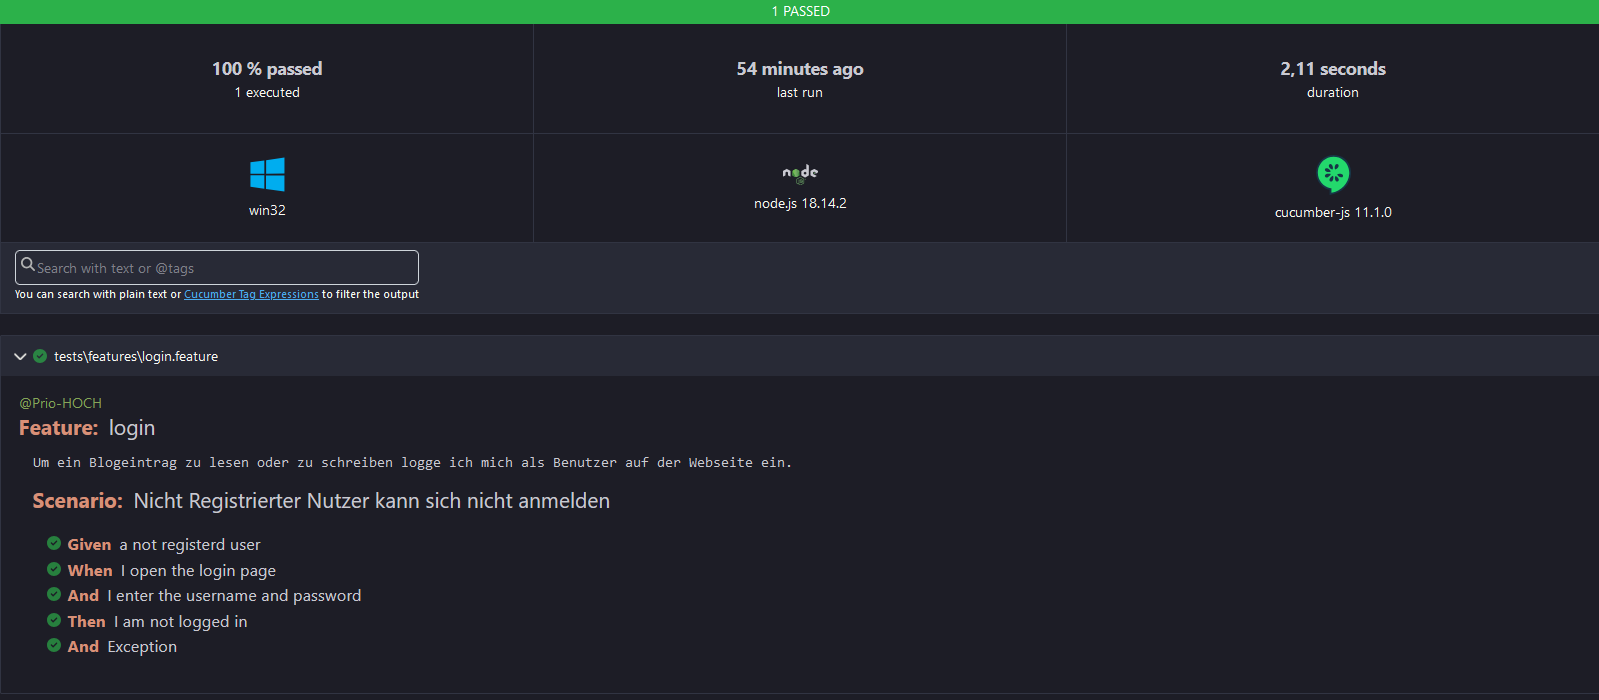 1 PASSED
100 % passed
1 executed
54 minutes ago
last run
2,11 seconds
duration
win32
node
node.js 18.14.2
cucumber-js 11.1.0
Search with text or @tags
You can search with plain text or Cucumber Tag Expressions to filter the output
tests\features\login.feature
@Prio-HOCH
Feature: login
Um ein Blogeintrag zu lesen oder zu schreiben logge ich mich als Benutzer auf der Webseite ein.
Scenario: Nicht Registrierter Nutzer kann sich nicht anmelden
Given a not registerd user
When I open the login page
And I enter the username and password
Then I am not logged in
And Exception